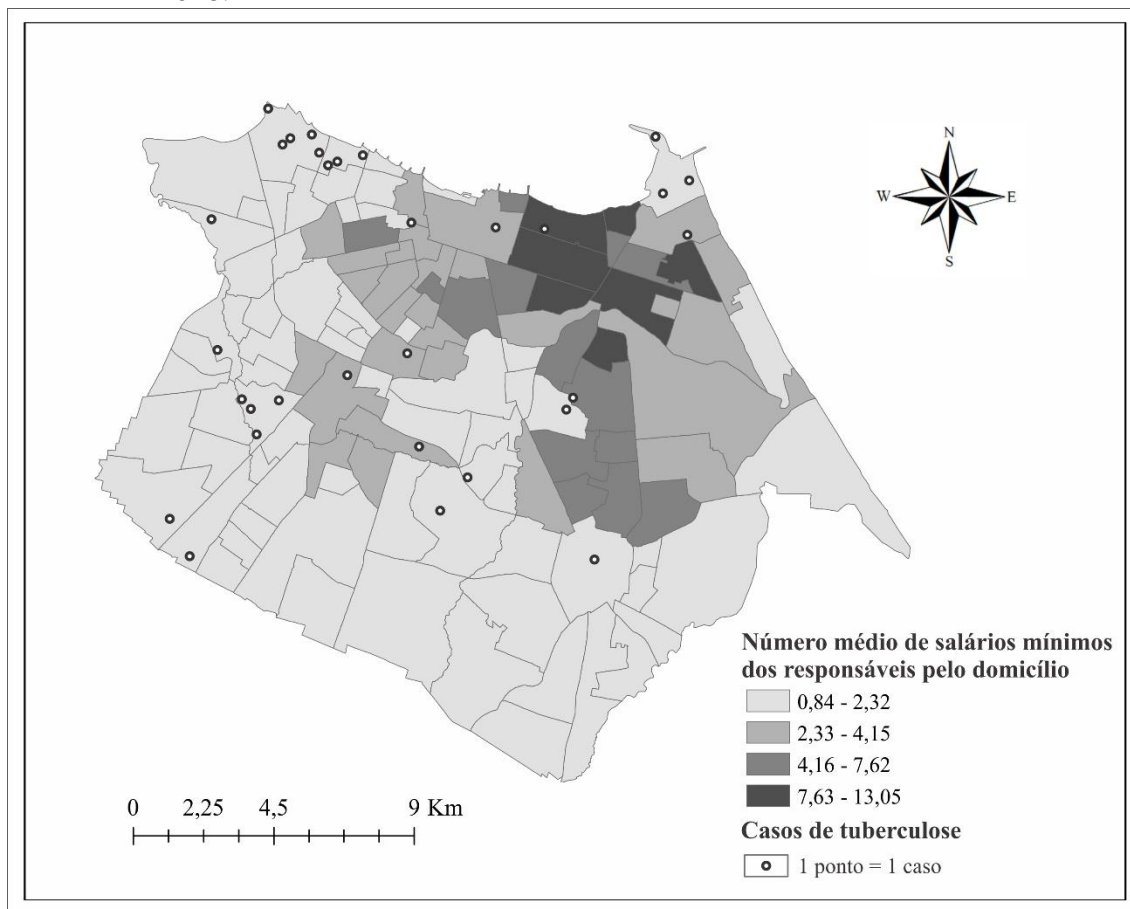 N
W
E
S
Número médio de salários mínimos
dos responsáveis pelo domicílio
0,84 - 2,32
2,33 - 4,15
4,16 - 7,62
7,63 - 13,05
Casos de tuberculose
1 ponto = 1 caso
0 2,25 4,5 9 Km